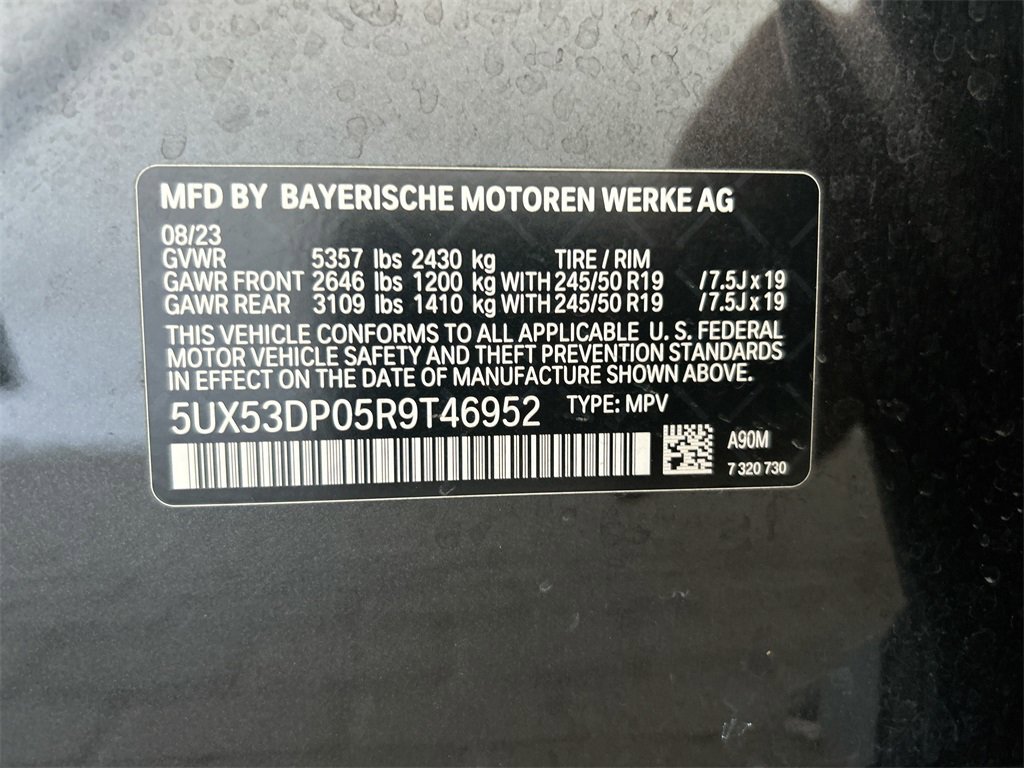 MFD BY BAYERISCHE MOTOREN WERKE AG
08/23
GVWR 5357 lbs 2430 kg TIRE / RIM
GAWR FRONT 2646 lbs 1200 kg WITH 245/50 R19 / 7.5J x 19
GAWR REAR 3109 lbs 1410 kg WITH 245/50 R19 / 7.5J x 19
THIS VEHICLE CONFORMS TO ALL APPLICABLE U. S. FEDERAL
MOTOR VEHICLE SAFETY AND THEFT PREVENTION STANDARDS
IN EFFECT ON THE DATE OF MANUFACTURE SHOWN ABOVE.
5UX53DP05R9T46952 TYPE: MPV
A90M
7 320 730